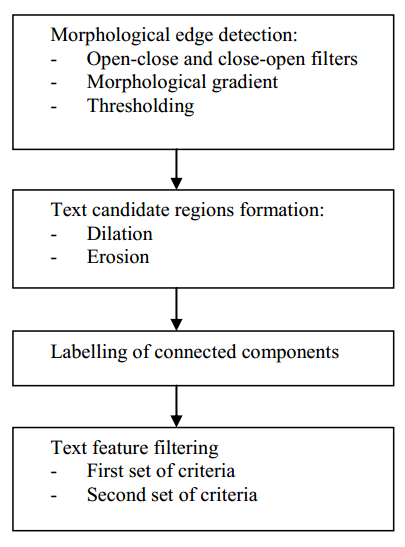 Morphological edge detection:
- Open-close and close-open filters
- Morphological gradient
- Thresholding
Text candidate regions formation:
- Dilation
- Erosion
Labelling of connected components
Text feature filtering
- First set of criteria
- Second set of criteria